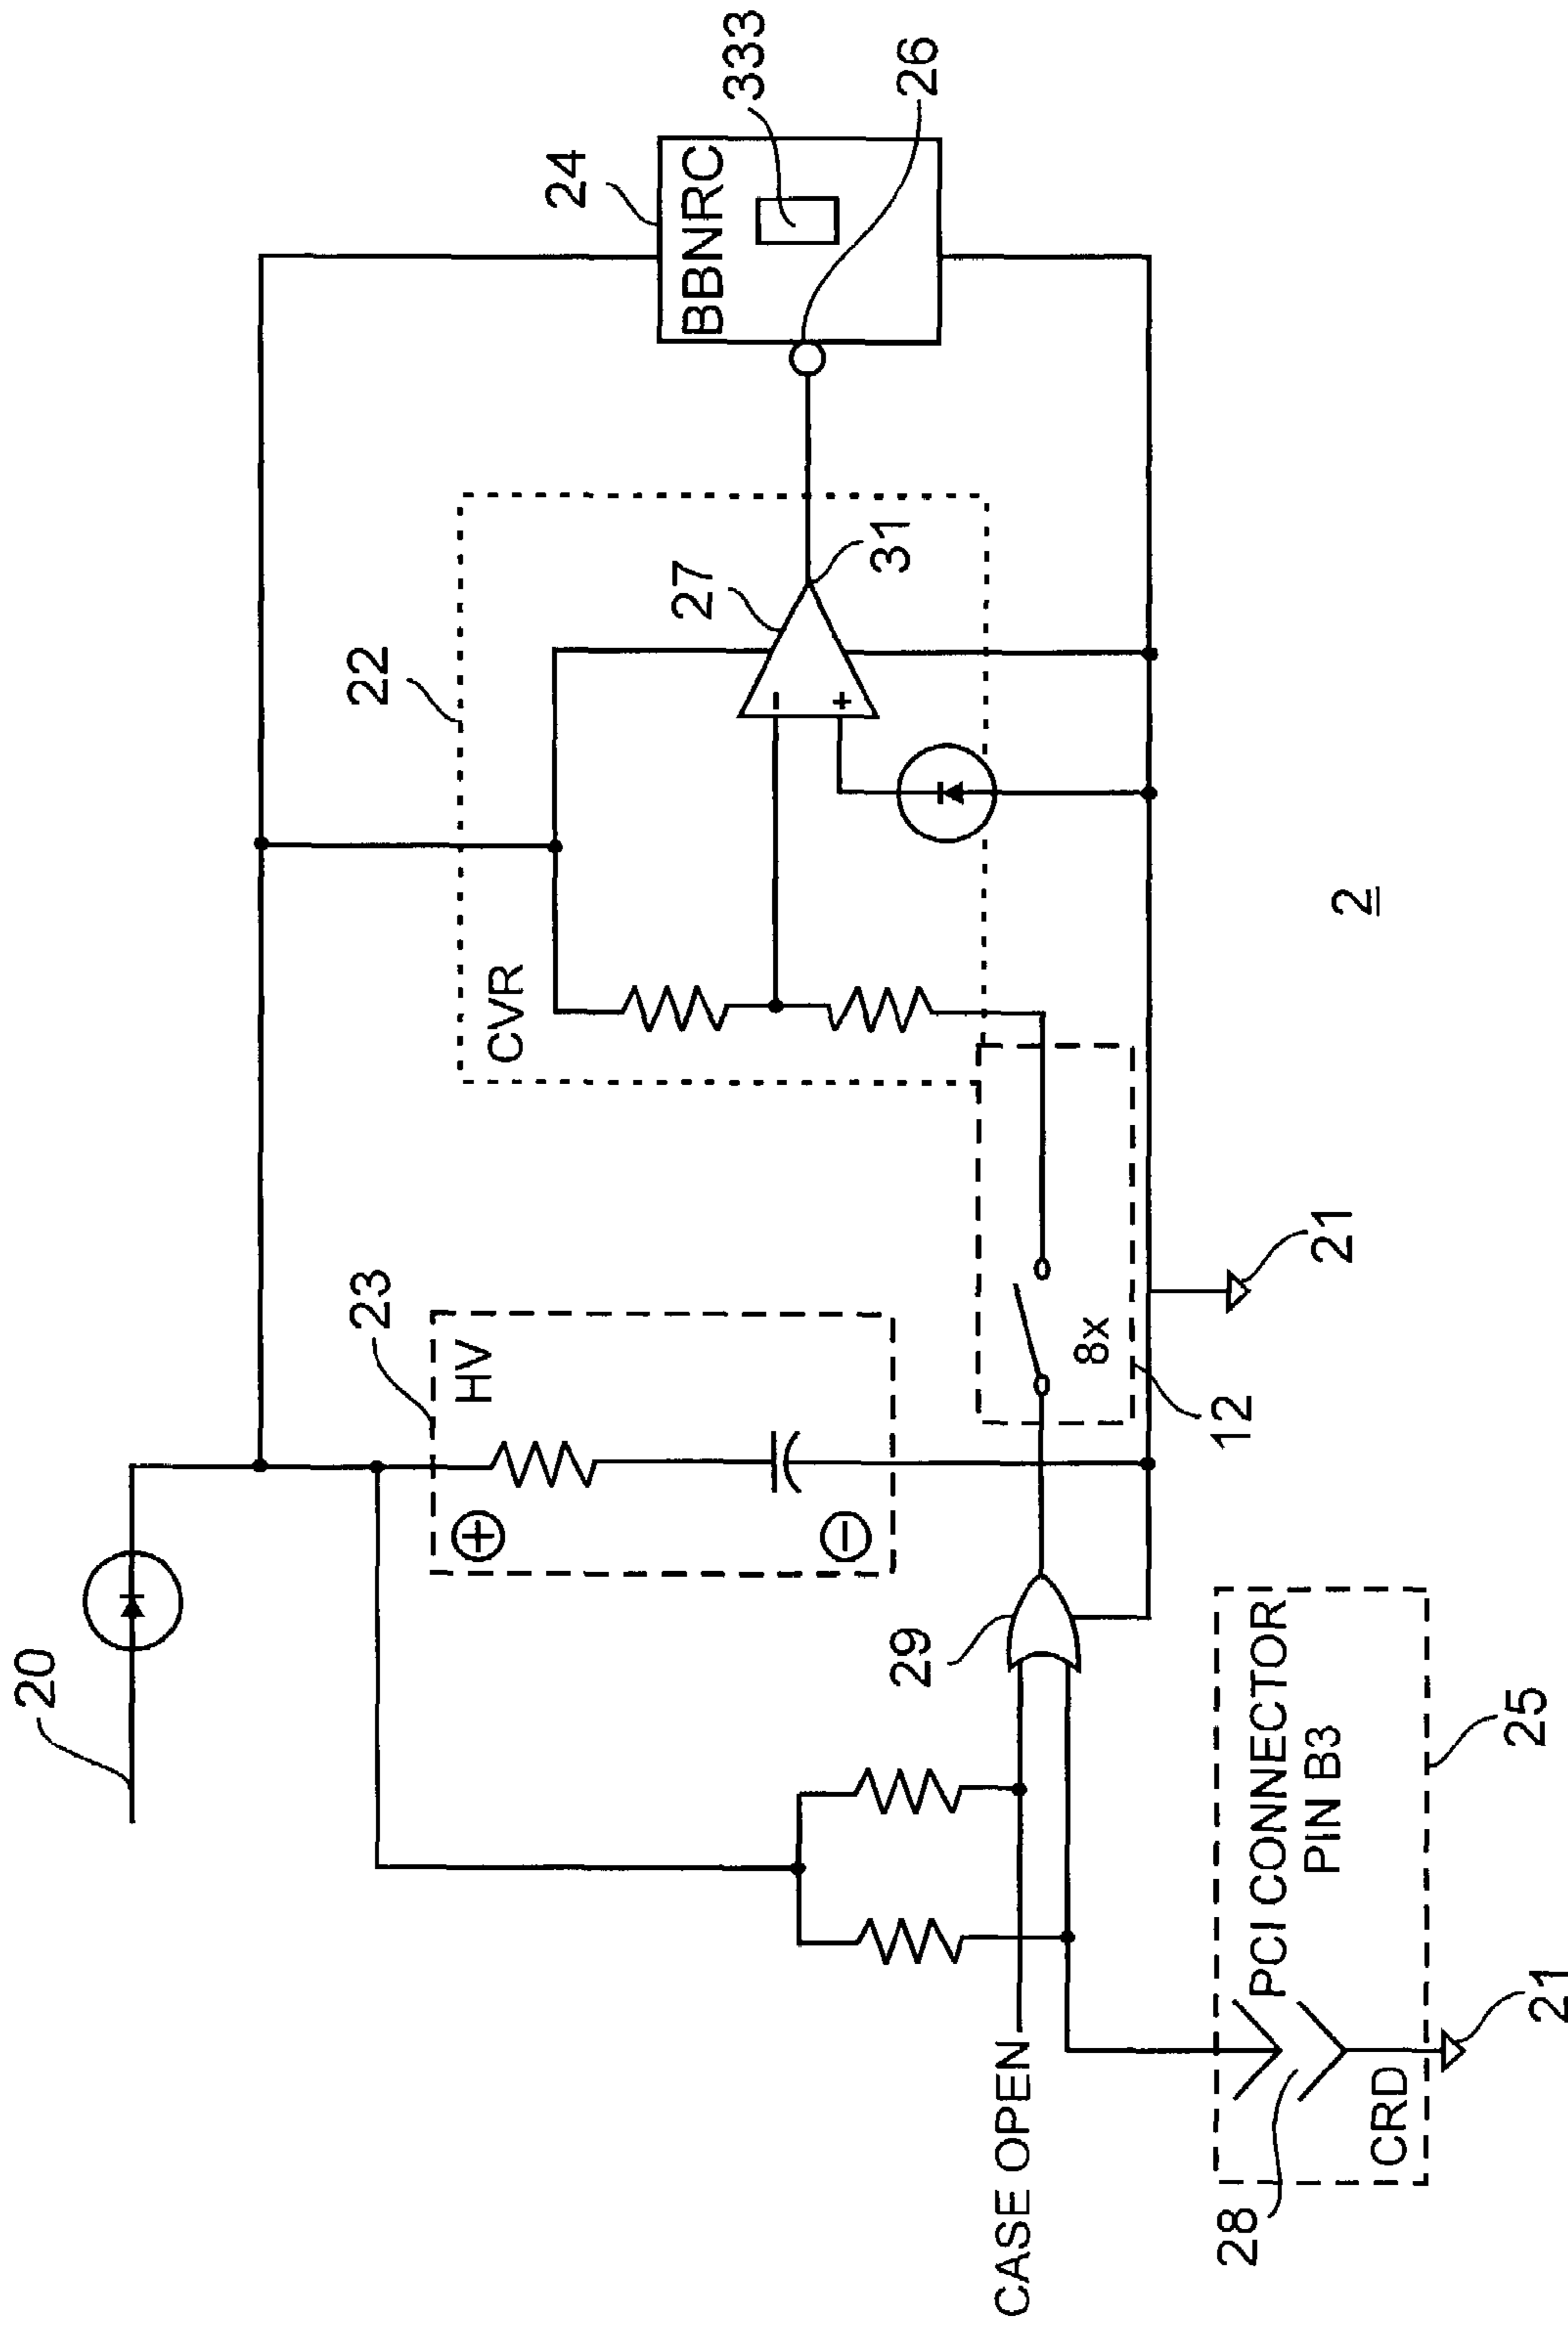 20
23
HV
+
−
22
CVR
27
−
+
31
24
BBNRC
333
26
CASE OPEN
29
8x
12
21
PCI CONNECTOR
PIN B3
28
CRD
25
21
2